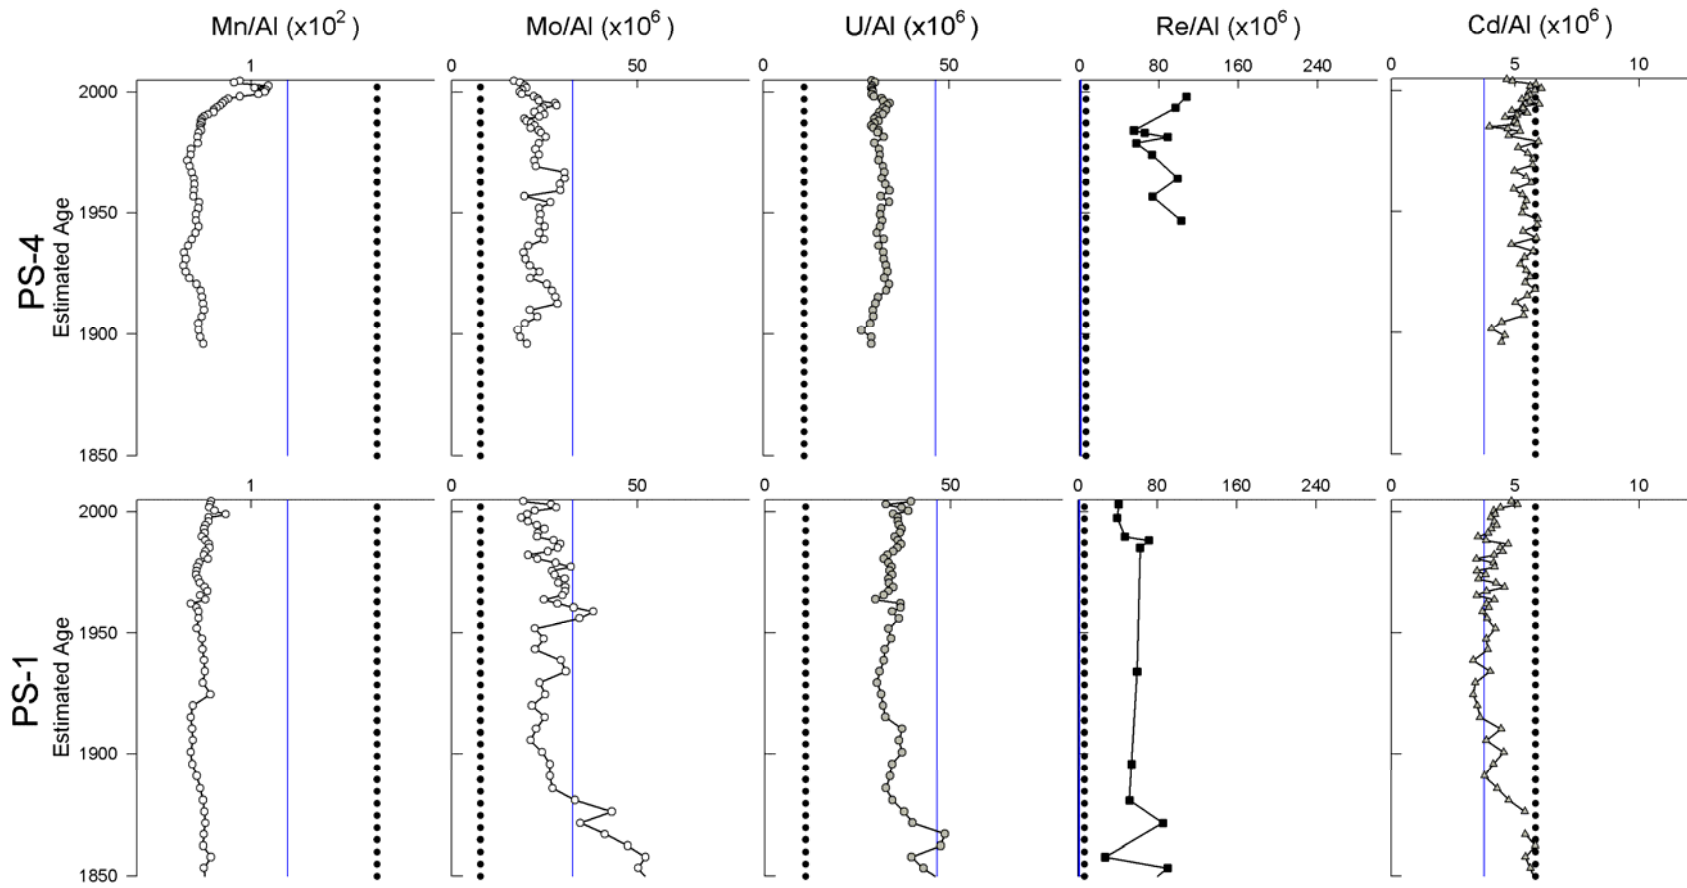 Mn/Al (x10²) Mo/Al (x10⁶) U/Al (x10⁶) Re/Al (x10⁶) Cd/Al (x10⁶)
1 0 50 0 50 0 80 160 240 0 5 10
2000
1950
1900
1850
PS-4
Estimated Age
1 0 50 0 50 0 80 160 240 0 5 10
2000
1950
1900
1850
PS-1
Estimated Age